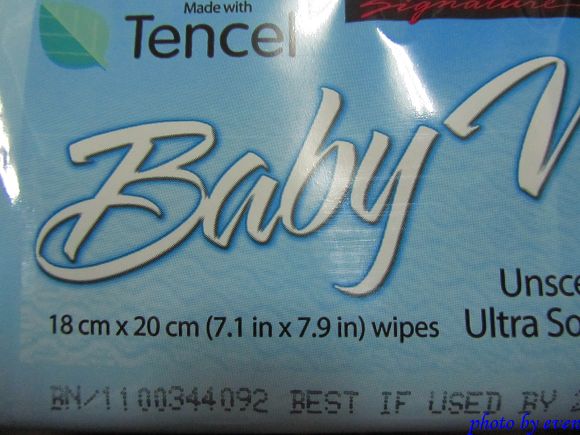 Made with
Tencel
Signature
Baby
18 cm x 20 cm (7.1 in x 7.9 in) wipes
Unsce
Ultra So
BN/1100344092 BEST IF USED BY
photo by even